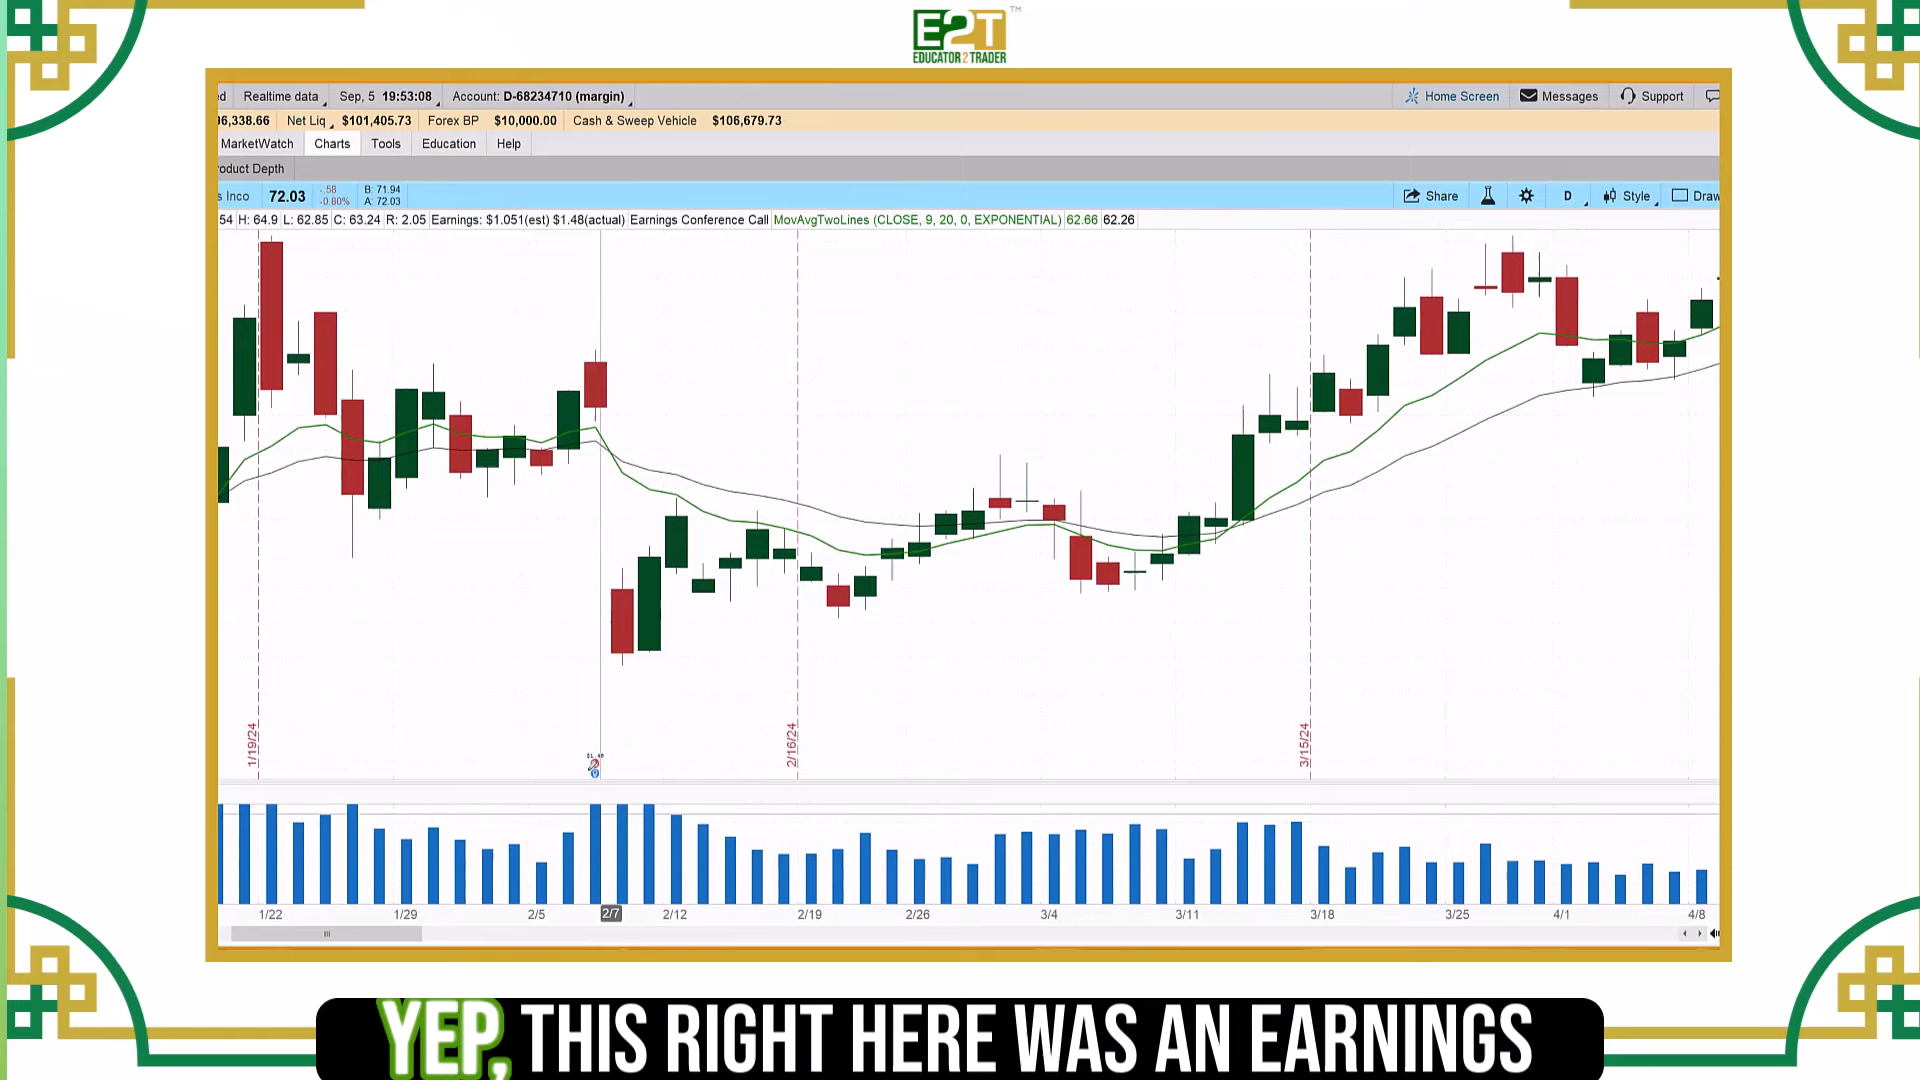 E2T™
EDUCATOR2TRADER
ed Realtime data Sep, 5 19:53:08 Account: D-68234710 (margin) Home Screen Messages Support
6,338.66 Net Liq $101,405.73 Forex BP $10,000.00 Cash & Sweep Vehicle $106,679.73
MarketWatch Charts Tools Education Help
roduct Depth
s Inco 72.03 -.58 B: 71.94 Share D Style Draw
-0.80% A: 72.03
54 H: 64.9 L: 62.85 C: 63.24 R: 2.05 Earnings: $1.051(est) $1.48(actual) Earnings Conference Call MovAvgTwoLines (CLOSE, 9, 20, 0, EXPONENTIAL) 62.66 62.26
1/19/24 2/16/24 3/15/24
1/22 1/29 2/5 2/7 2/12 2/19 2/26 3/4 3/11 3/18 3/25 4/1 4/8
YEP, THIS RIGHT HERE WAS AN EARNINGS